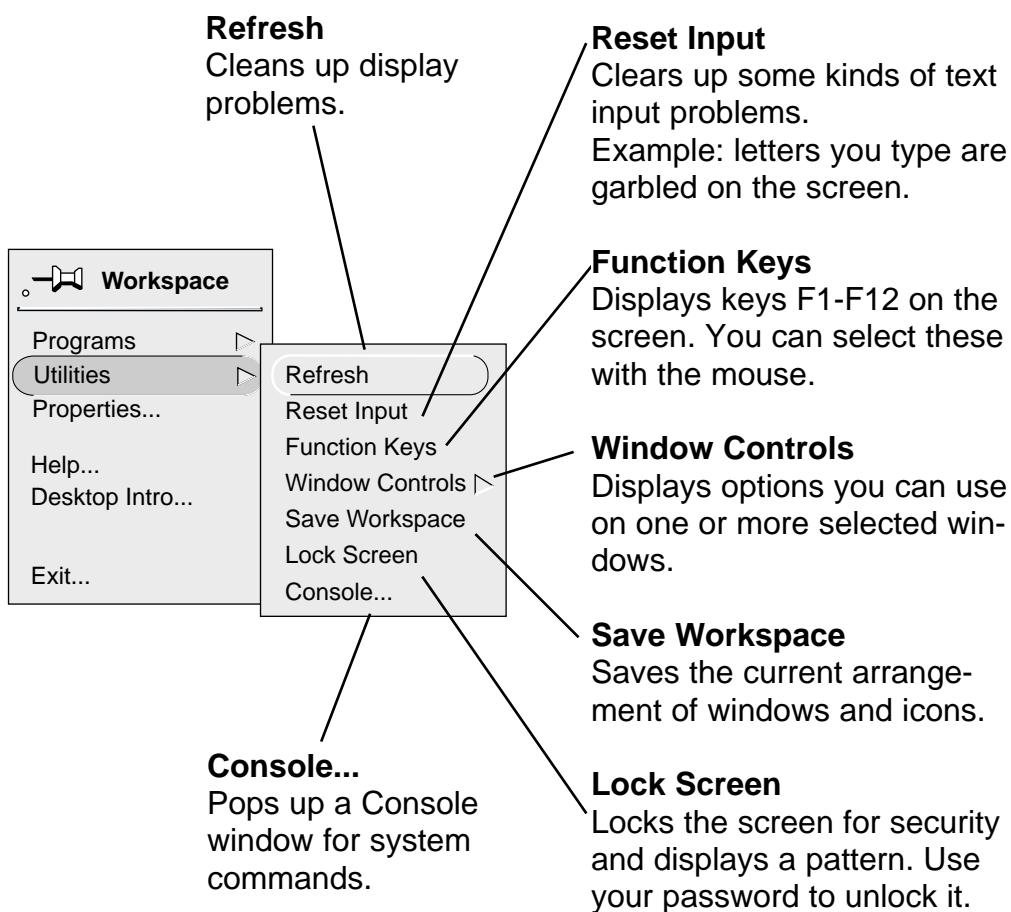 Refresh
Cleans up display
problems.
Reset Input
Clears up some kinds of text
input problems.
Example: letters you type are
garbled on the screen.
Function Keys
Displays keys F1-F12 on the
screen. You can select these
with the mouse.
Window Controls
Displays options you can use
on one or more selected win-
dows.
Save Workspace
Saves the current arrange-
ment of windows and icons.
Lock Screen
Locks the screen for security
and displays a pattern. Use
your password to unlock it.
Workspace
Programs
Utilities
Properties...
Help...
Desktop Intro...
Exit...
Refresh
Reset Input
Function Keys
Window Controls
Save Workspace
Lock Screen
Console...
Console...
Pops up a Console
window for system
commands.